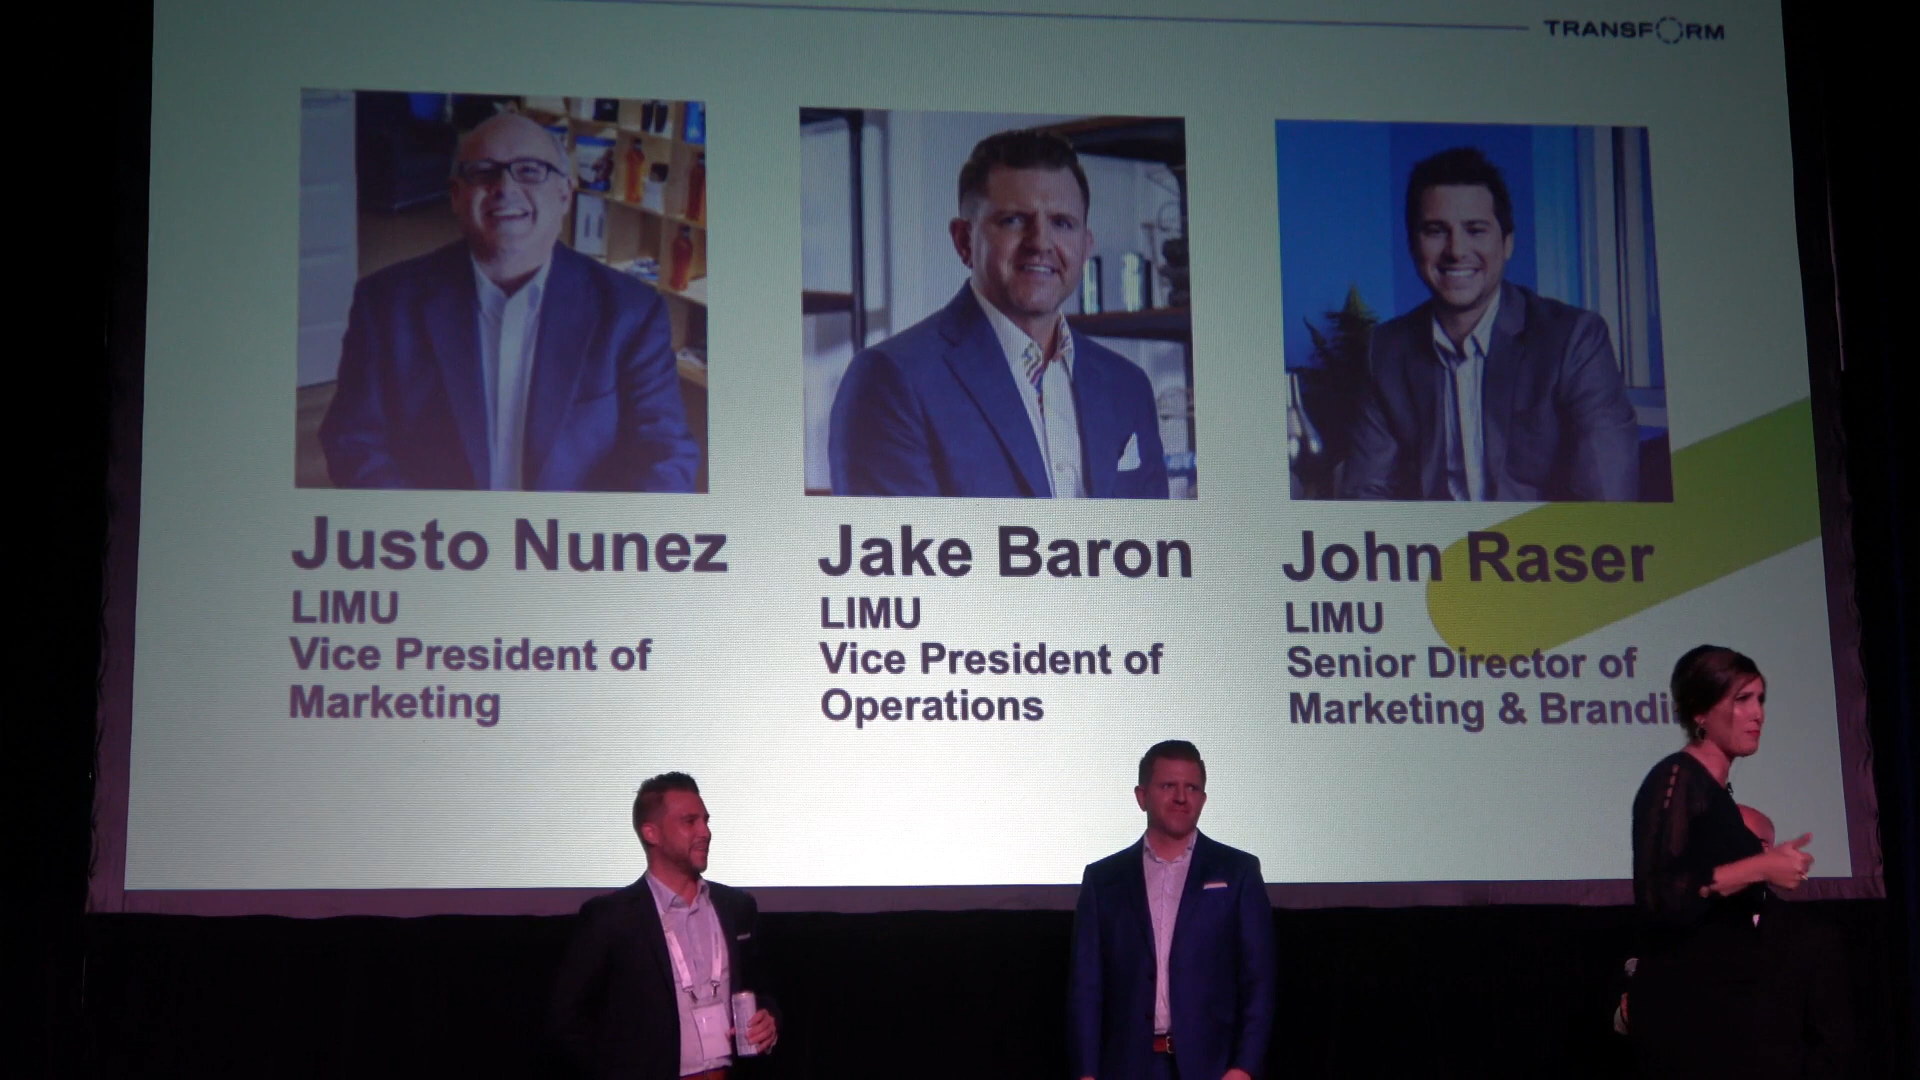 TRANSFORM
Justo Nunez
LIMU
Vice President of
Marketing
Jake Baron
LIMU
Vice President of
Operations
John Raser
LIMU
Senior Director of
Marketing &